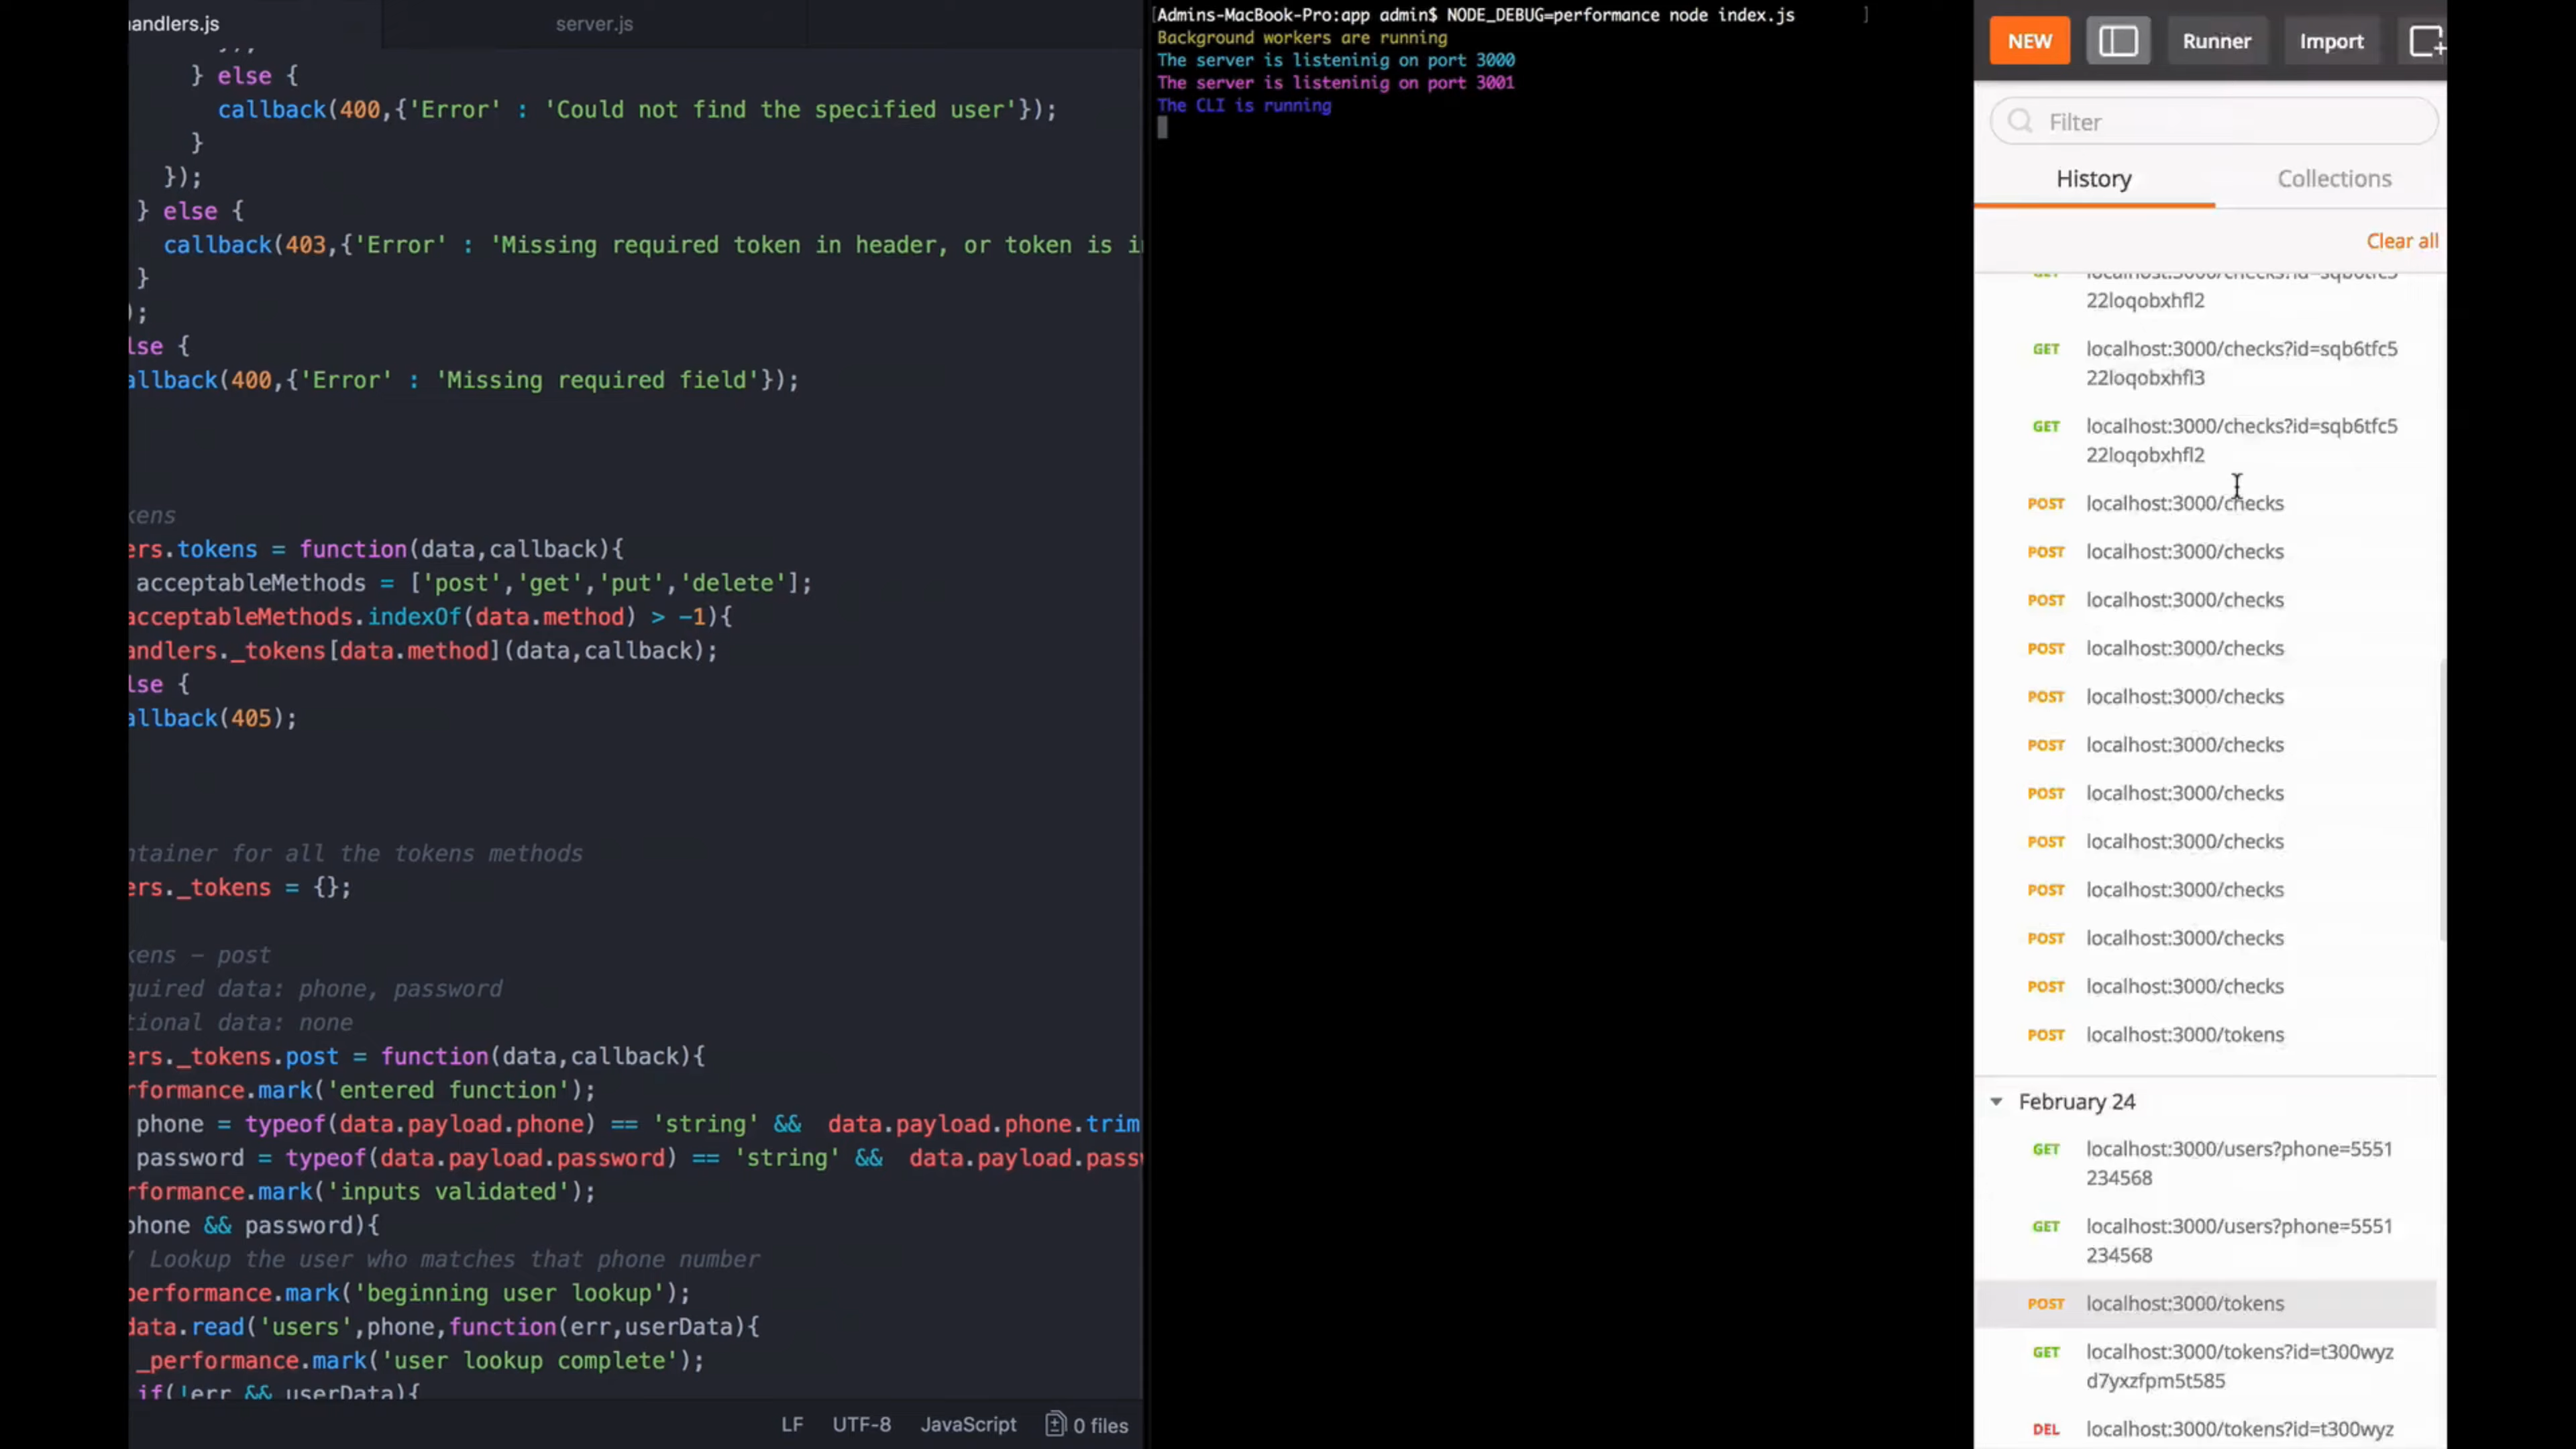 andlers.js
server.js
});
} else {
callback(400,{'Error' : 'Could not find the specified user'});
}
});
} else {
callback(403,{'Error' : 'Missing required token in header, or token is i
}
);
lse {
allback(400,{'Error' : 'Missing required field'});
kens
ers.tokens = function(data,callback){
acceptableMethods = ['post','get','put','delete'];
acceptableMethods.indexOf(data.method) > -1){
andlers._tokens[data.method](data,callback);
lse {
allback(405);
ntainer for all the tokens methods
ers._tokens = {};
kens - post
quired data: phone, password
tional data: none
ers._tokens.post = function(data,callback){
rformance.mark('entered function');
phone = typeof(data.payload.phone) == 'string' && data.payload.phone.trim
password = typeof(data.payload.password) == 'string' && data.payload.passw
rformance.mark('inputs validated');
phone && password){
/ Lookup the user who matches that phone number
performance.mark('beginning user lookup');
data.read('users',phone,function(err,userData){
_performance.mark('user lookup complete');
if(!err && userData){
LF UTF-8 JavaScript 0 files
[Admins-MacBook-Pro:app admin$ NODE_DEBUG=performance node index.js ]
Background workers are running
The server is listeninig on port 3000
The server is listeninig on port 3001
The CLI is running
NEW Runner Import
Filter
History Collections
Clear all
GET localhost:3000/checks?id=sqb6tfc5
22loqobxhfl2
GET localhost:3000/checks?id=sqb6tfc5
22loqobxhfl3
GET localhost:3000/checks?id=sqb6tfc5
22loqobxhfl2
POST localhost:3000/checks
POST localhost:3000/checks
POST localhost:3000/checks
POST localhost:3000/checks
POST localhost:3000/checks
POST localhost:3000/checks
POST localhost:3000/checks
POST localhost:3000/checks
POST localhost:3000/checks
POST localhost:3000/checks
POST localhost:3000/checks
POST localhost:3000/tokens
February 24
GET localhost:3000/users?phone=5551
234568
GET localhost:3000/users?phone=5551
234568
POST localhost:3000/tokens
GET localhost:3000/tokens?id=t300wyz
d7yxzfpm5t585
DEL localhost:3000/tokens?id=t300wyz